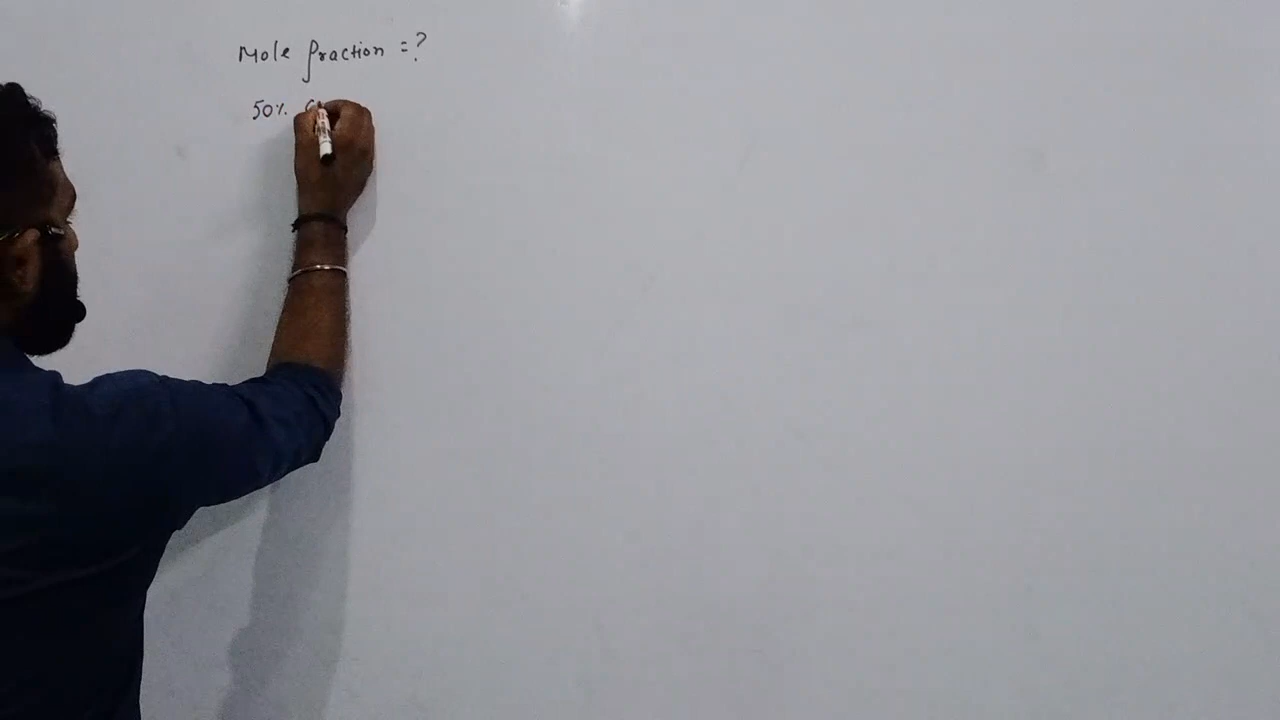 Mole fraction = ?
50%